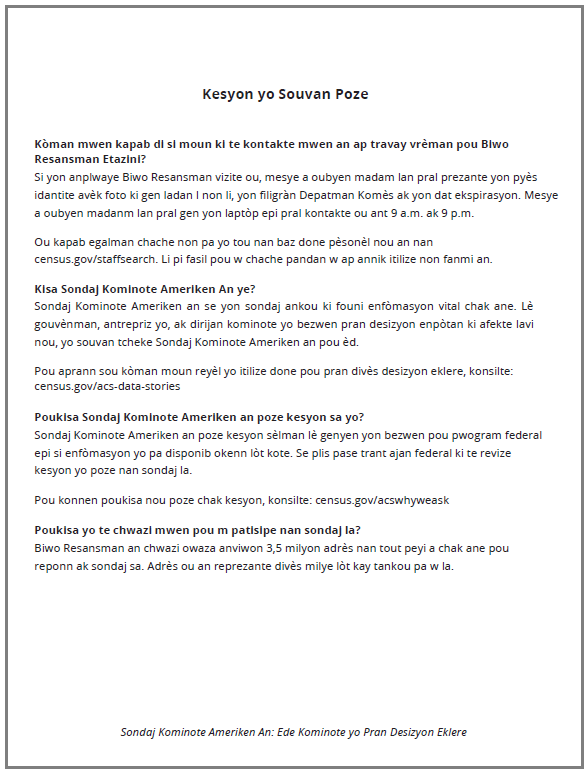 Kesyon yo Souvan Poze
Kòman mwen kapab di si moun ki te kontakte mwen an ap travay vrèman pou Biwo
Resansman Etazini?
Si yon anplwaye Biwo Resansman vizite ou, mesye a oubyen madam lan pral prezante yon pyès
idantite avèk foto ki gen ladan l non li, yon filigràn Depatman Komès ak yon dat ekspirasyon. Mesye
a oubyen madanm lan pral gen yon laptòp epi pral kontakte ou ant 9 a.m. ak 9 p.m.
Ou kapab egalman chache non pa yo tou nan baz done pèsonèl nou an nan
census.gov/staffsearch. Li pi fasil pou w chache pandan w ap annik itilize non fanmi an.
Kisa Sondaj Kominote Ameriken An ye?
Sondaj Kominote Ameriken an se yon sondaj ankou ki founi enfòmasyon vital chak ane. Lè
gouvènman, antrepriz yo, ak dirijan kominote yo bezwen pran desizyon enpòtan ki afekte lavi
nou, yo souvan tcheke Sondaj Kominote Ameriken an pou èd.
Pou aprann sou kòman moun reyèl yo itilize done pou pran divès desizyon eklere, konsilte:
census.gov/acs-data-stories
Poukisa Sondaj Kominote Ameriken an poze kesyon sa yo?
Sondaj Kominote Ameriken an poze kesyon sèlman lè genyen yon bezwen pou pwogram federal
epi si enfòmasyon yo pa disponib okenn lòt kote. Se plis pase trant ajan federal ki te revize
kesyon yo poze nan sondaj la.
Pou konnen poukisa nou poze chak kesyon, konsilte: census.gov/acswhyweask
Poukisa yo te chwazi mwen pou m patisipe nan sondaj la?
Biwo Resansman an chwazi owaza anviwon 3,5 milyon adrès nan tout peyi a chak ane pou
reponn ak sondaj sa. Adrès ou an reprezante divès milye lòt kay tankou pa w la.
Sondaj Kominote Ameriken An: Ede Kominote yo Pran Desizyon Eklere